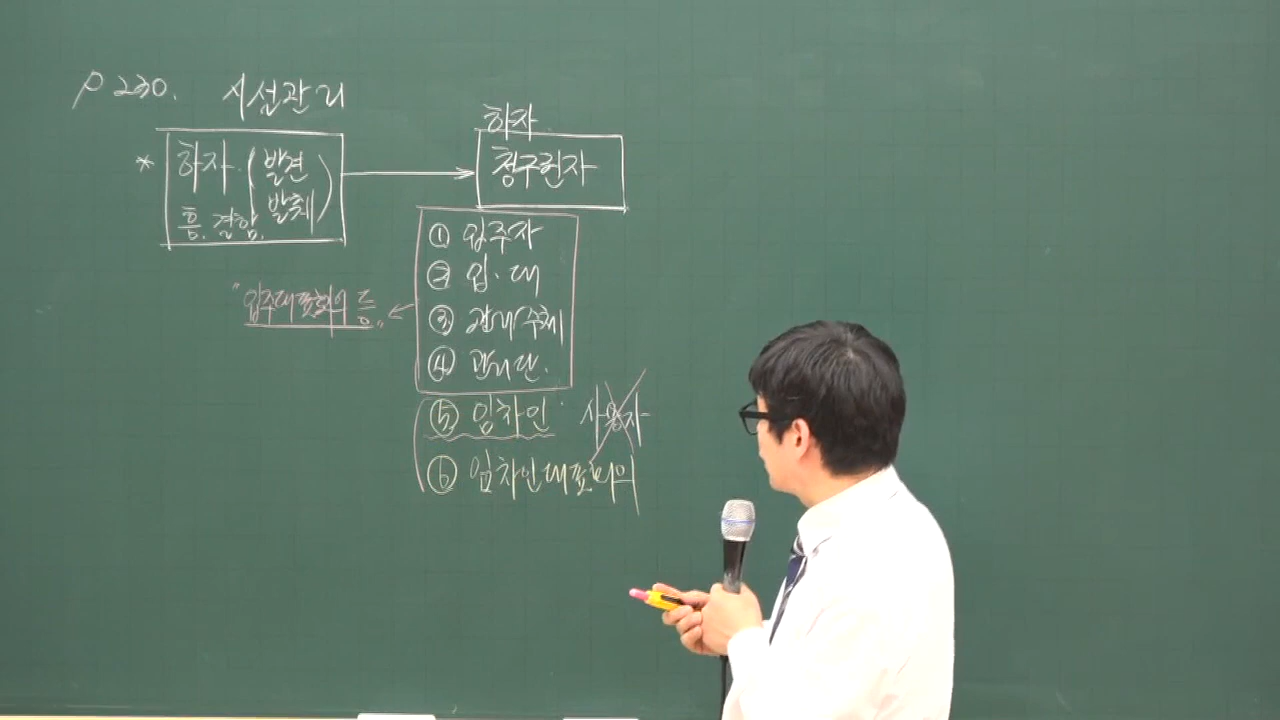 P 230. 시설관리
* 하자 (발견
발췌)
흠. 결함.
하자
청구권자
① 입주자
② 입·대
③ 관리주체
④ 관리단.
"입주대표회의 등"
⑤ 임차인 사용자
⑥ 임차인대표회의